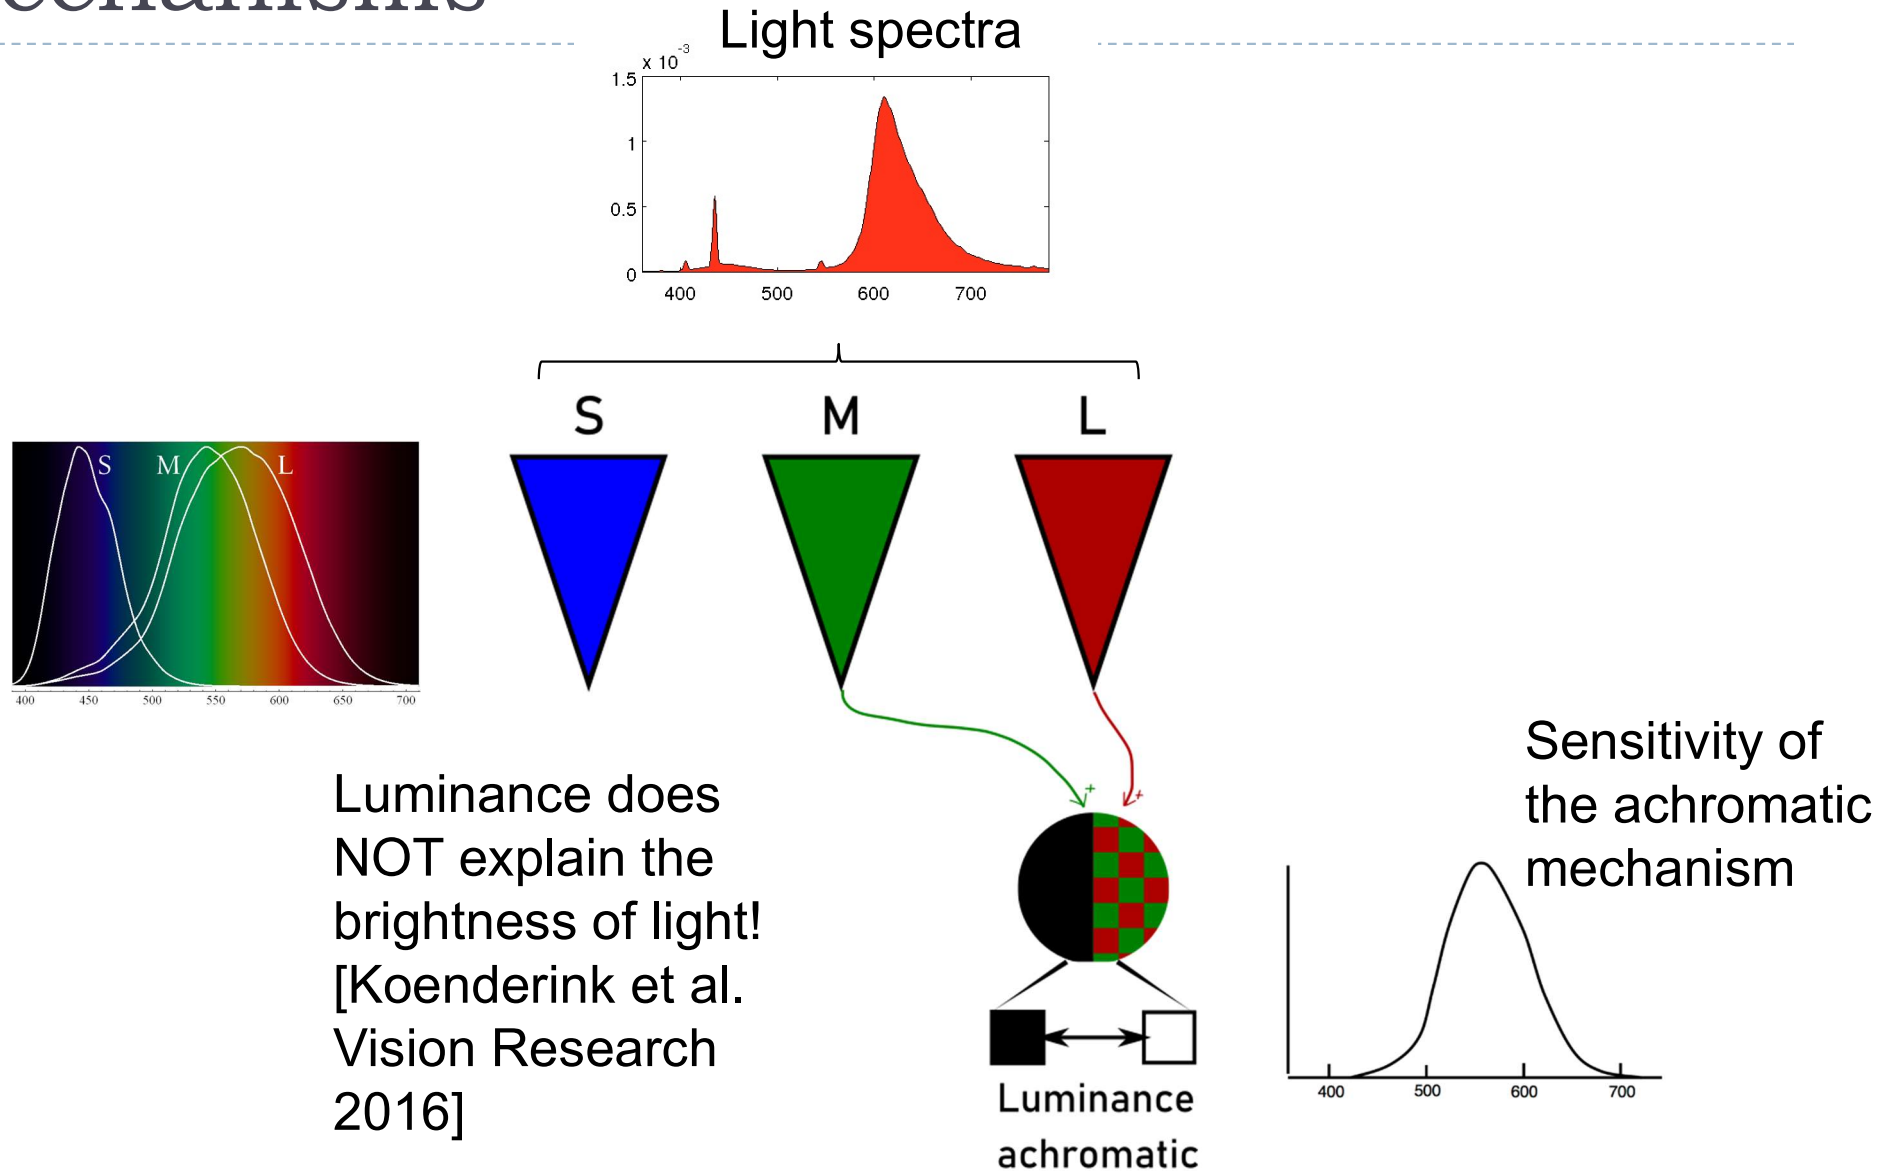 Light spectra
x 10-3
1.5
1
0.5
0
400 500 600 700
S M L
S M L
400 450 500 550 600 650 700
+ +
Luminance does
NOT explain the
brightness of light!
[Koenderink et al.
Vision Research
2016]
Luminance
achromatic
Sensitivity of
the achromatic
mechanism
400 500 600 700